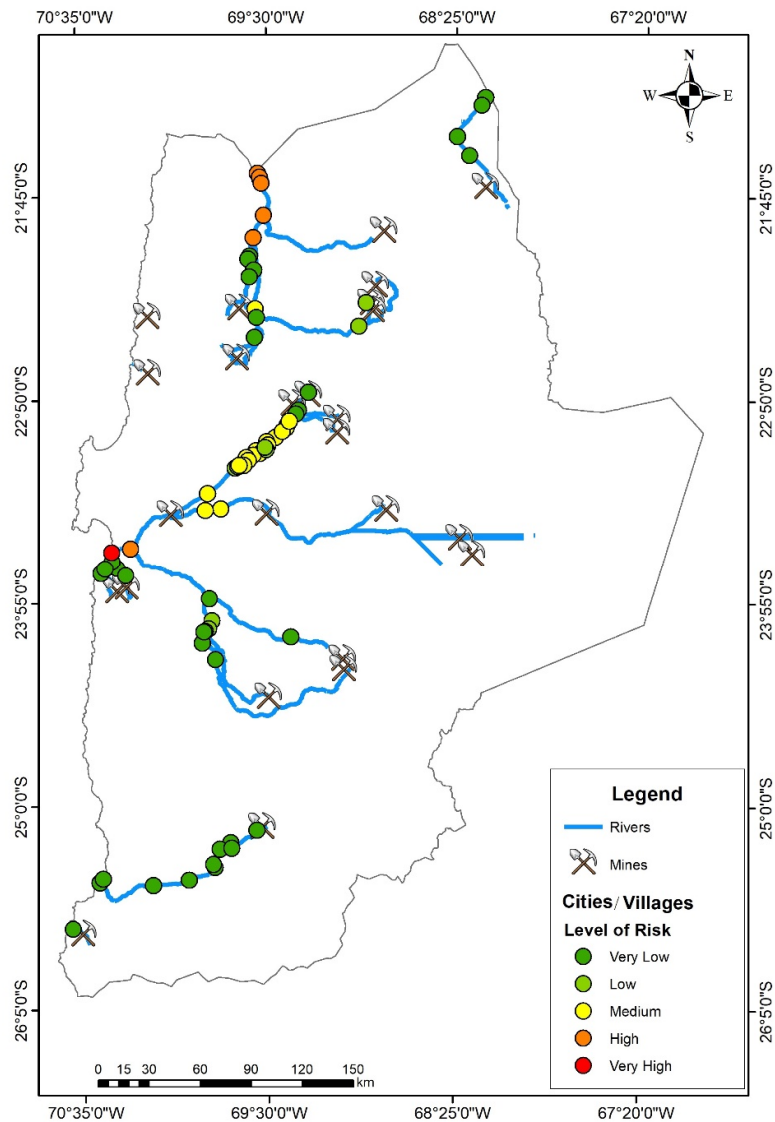 70°35'0"W 69°30'0"W 68°25'0"W 67°20'0"W
N
W E
S
21°45'0"S 21°45'0"S
22°50'0"S 22°50'0"S
23°55'0"S 23°55'0"S
25°0'0"S 25°0'0"S
26°5'0"S 26°5'0"S
Legend
Rivers
Mines
Cities/Villages
Level of Risk
Very Low
Low
Medium
High
Very High
0 15 30 60 90 120 150
km
70°35'0"W 69°30'0"W 68°25'0"W 67°20'0"W